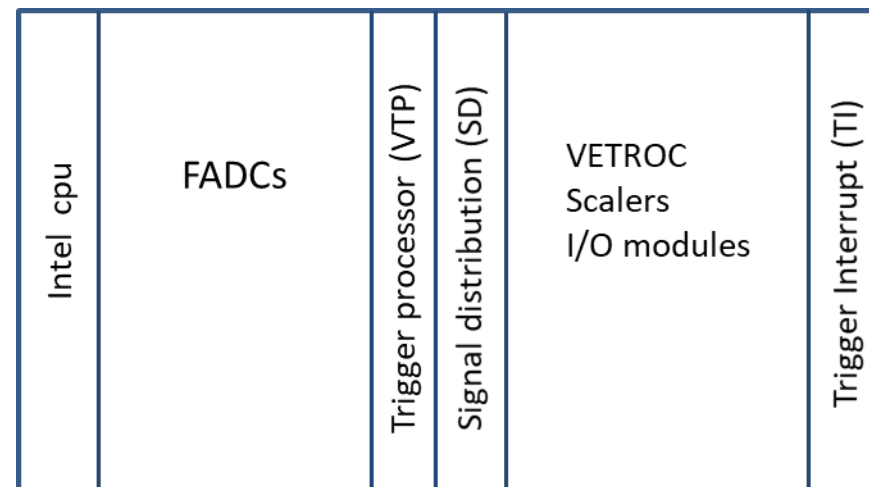 Intel cpu
FADCs
Trigger processor (VTP)
Signal distribution (SD)
VETROC
Scalers
I/O modules
Trigger Interrupt (TI)